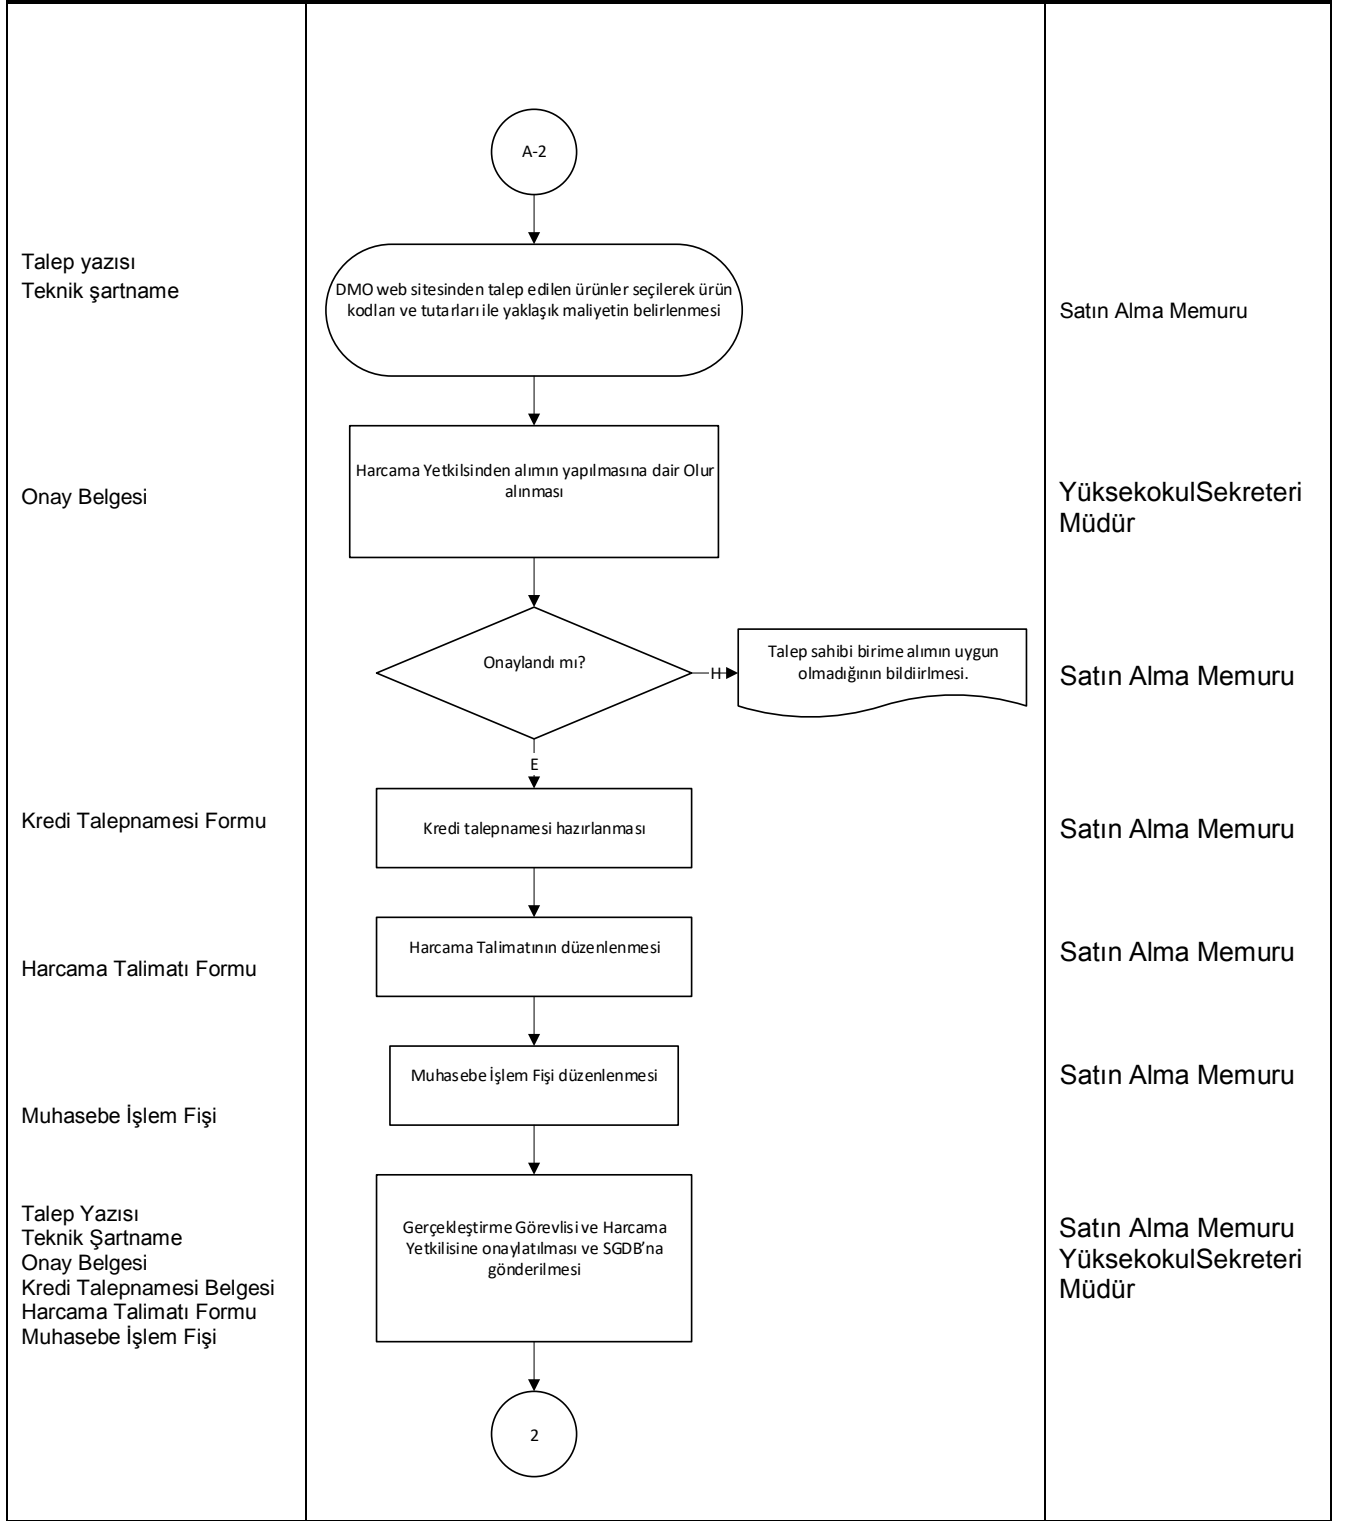 A-2
Talep yazısı
Teknik şartname
DMO web sitesinden talep edilen ürünler seçilerek ürün
kodları ve tutarları ile yaklaşık maliyetin belirlenmesi
Satın Alma Memuru
Onay Belgesi
Harcama Yetkilsinden alımın yapılmasına dair Olur
alınması
YüksekokulSekreteri
Müdür
Onaylandı mı?
H
Talep sahibi birime alımın uygun
olmadığının bildiirlmesi.
Satın Alma Memuru
E
Kredi Talepnamesi Formu
Kredi talepnamesi hazırlanması
Satın Alma Memuru
Harcama Talimatı Formu
Harcama Talimatının düzenlenmesi
Satın Alma Memuru
Muhasebe İşlem Fişi
Muhasebe İşlem Fişi düzenlenmesi
Satın Alma Memuru
Talep Yazısı
Teknik Şartname
Onay Belgesi
Kredi Talepnamesi Belgesi
Harcama Talimatı Formu
Muhasebe İşlem Fişi
Gerçekleştirme Görevlisi ve Harcama
Yetkilisine onaylatılması ve SGDB’na
gönderilmesi
Satın Alma Memuru
YüksekokulSekreteri
Müdür
2